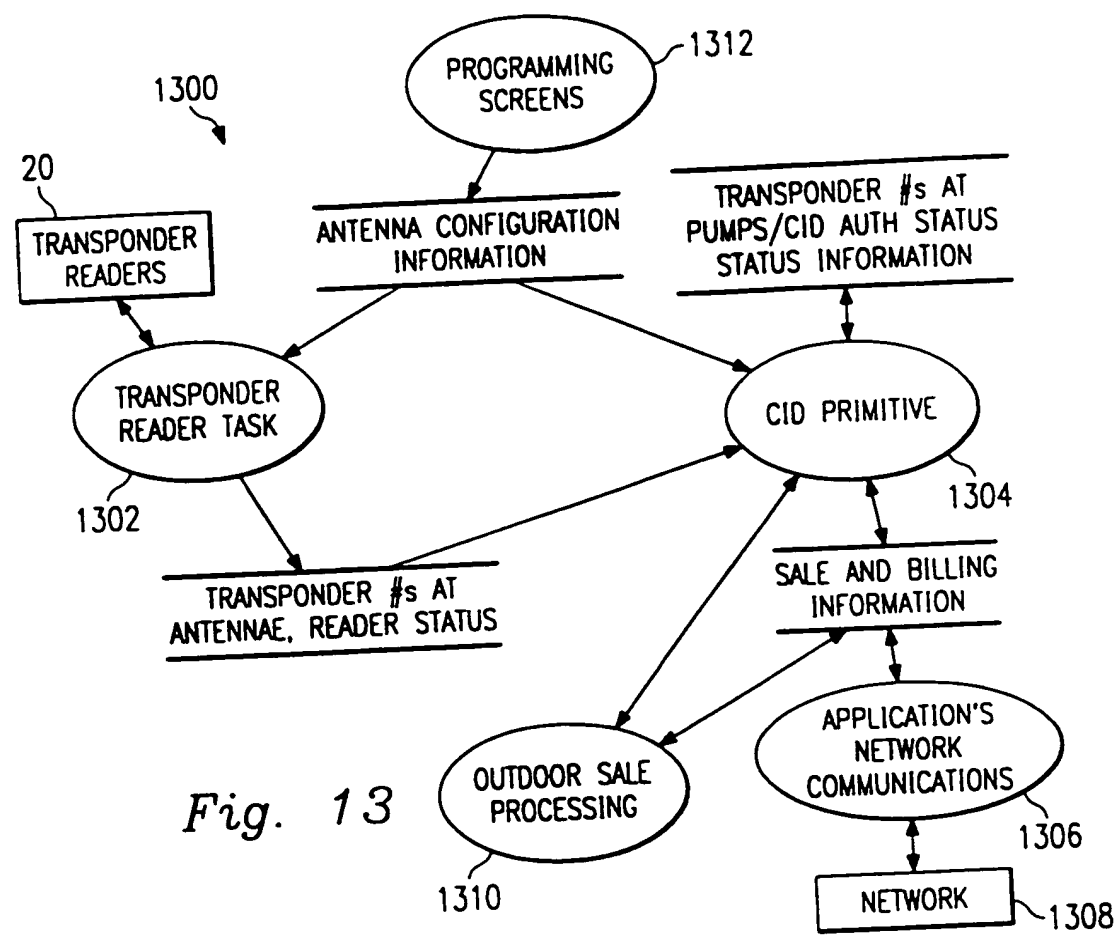 1312
PROGRAMMING
SCREENS
1300
20
TRANSPONDER
READERS
ANTENNA CONFIGURATION
INFORMATION
TRANSPONDER #s AT
PUMPS/CID AUTH STATUS
STATUS INFORMATION
TRANSPONDER
READER TASK
1302
CID PRIMITIVE
1304
TRANSPONDER #s AT
ANTENNAE, READER STATUS
SALE AND BILLING
INFORMATION
OUTDOOR SALE
PROCESSING
1310
APPLICATION'S
NETWORK
COMMUNICATIONS
1306
NETWORK
1308
Fig. 13